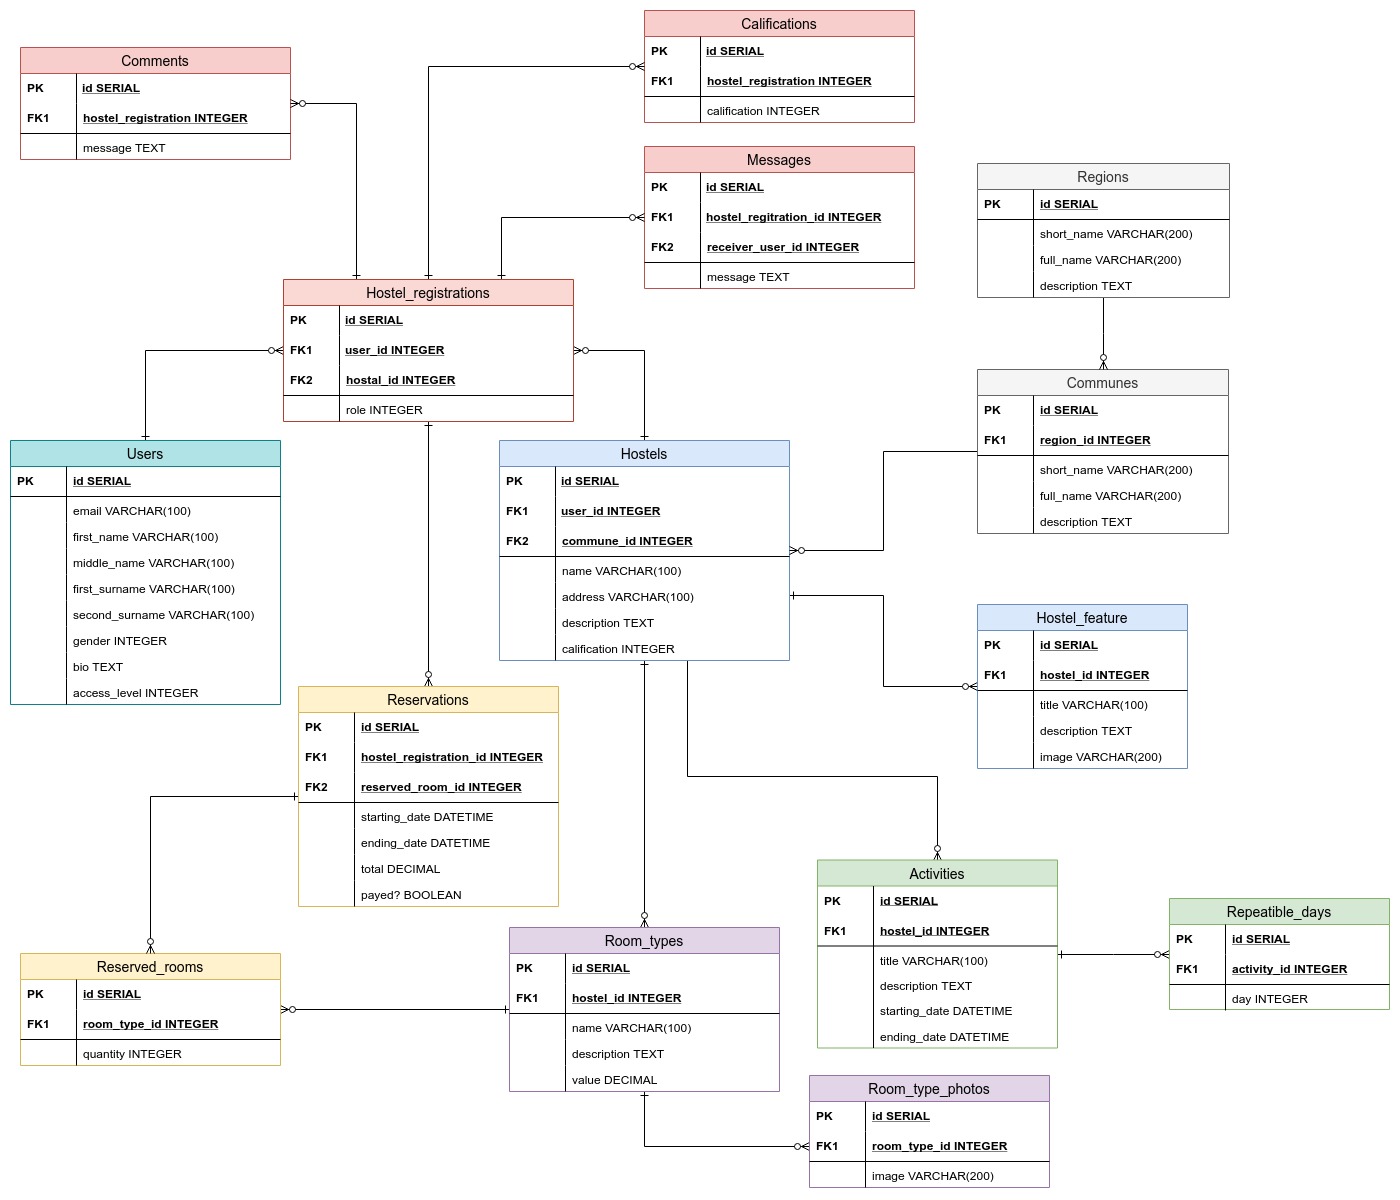 Comments
PK id SERIAL
FK1 hostel_registration INTEGER
message TEXT
Califications
PK id SERIAL
FK1 hostel_registration INTEGER
calification INTEGER
Messages
PK id SERIAL
FK1 hostel_regitration_id INTEGER
FK2 receiver_user_id INTEGER
message TEXT
Regions
PK id SERIAL
short_name VARCHAR(200)
full_name VARCHAR(200)
description TEXT
Hostel_registrations
PK id SERIAL
FK1 user_id INTEGER
FK2 hostal_id INTEGER
role INTEGER
Communes
PK id SERIAL
FK1 region_id INTEGER
short_name VARCHAR(200)
full_name VARCHAR(200)
description TEXT
Users
PK id SERIAL
email VARCHAR(100)
first_name VARCHAR(100)
middle_name VARCHAR(100)
first_surname VARCHAR(100)
second_surname VARCHAR(100)
gender INTEGER
bio TEXT
access_level INTEGER
Hostels
PK id SERIAL
FK1 user_id INTEGER
FK2 commune_id INTEGER
name VARCHAR(100)
address VARCHAR(100)
description TEXT
calification INTEGER
Hostel_feature
PK id SERIAL
FK1 hostel_id INTEGER
title VARCHAR(100)
description TEXT
image VARCHAR(200)
Reservations
PK id SERIAL
FK1 hostel_registration_id INTEGER
FK2 reserved_room_id INTEGER
starting_date DATETIME
ending_date DATETIME
total DECIMAL
payed? BOOLEAN
Activities
PK id SERIAL
FK1 hostel_id INTEGER
title VARCHAR(100)
description TEXT
starting_date DATETIME
ending_date DATETIME
Repeatible_days
PK id SERIAL
FK1 activity_id INTEGER
day INTEGER
Reserved_rooms
PK id SERIAL
FK1 room_type_id INTEGER
quantity INTEGER
Room_types
PK id SERIAL
FK1 hostel_id INTEGER
name VARCHAR(100)
description TEXT
value DECIMAL
Room_type_photos
PK id SERIAL
FK1 room_type_id INTEGER
image VARCHAR(200)